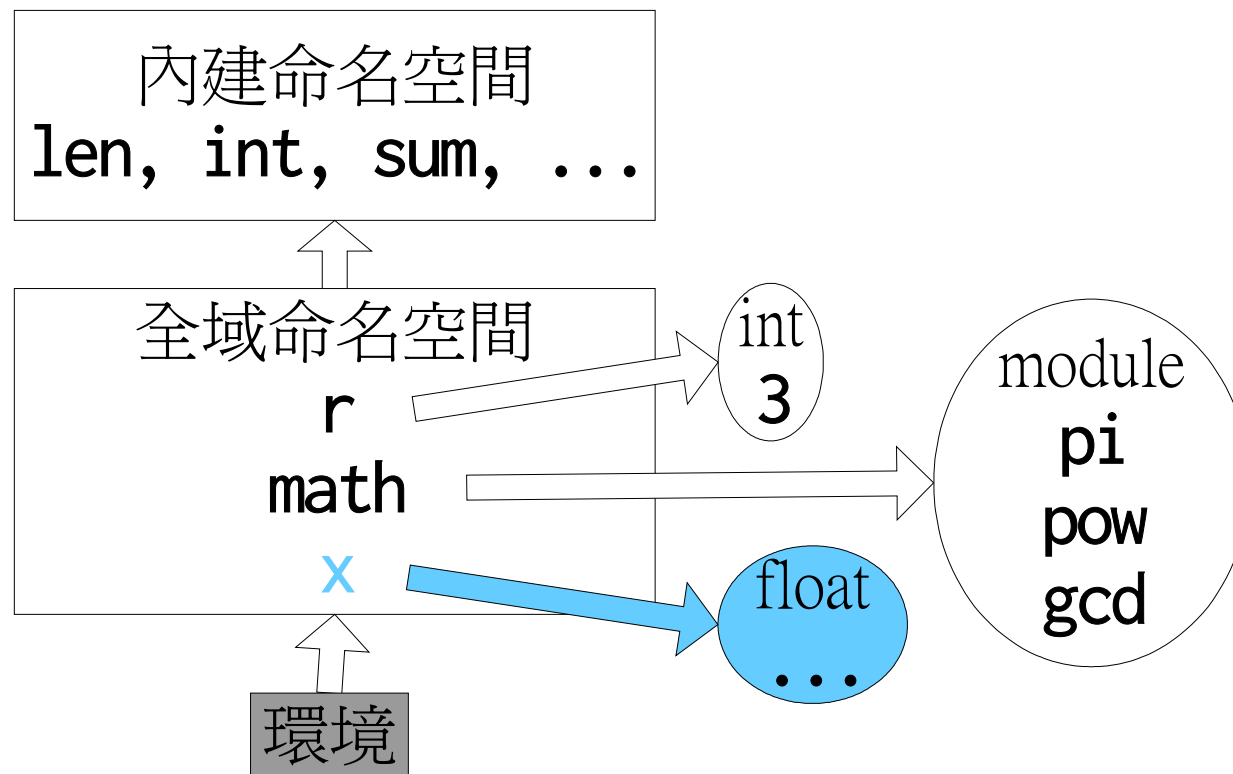 內建命名空間
len, int, sum, ...
全域命名空間
r
math
x
int
3
module
pi
pow
gcd
float
...
環境